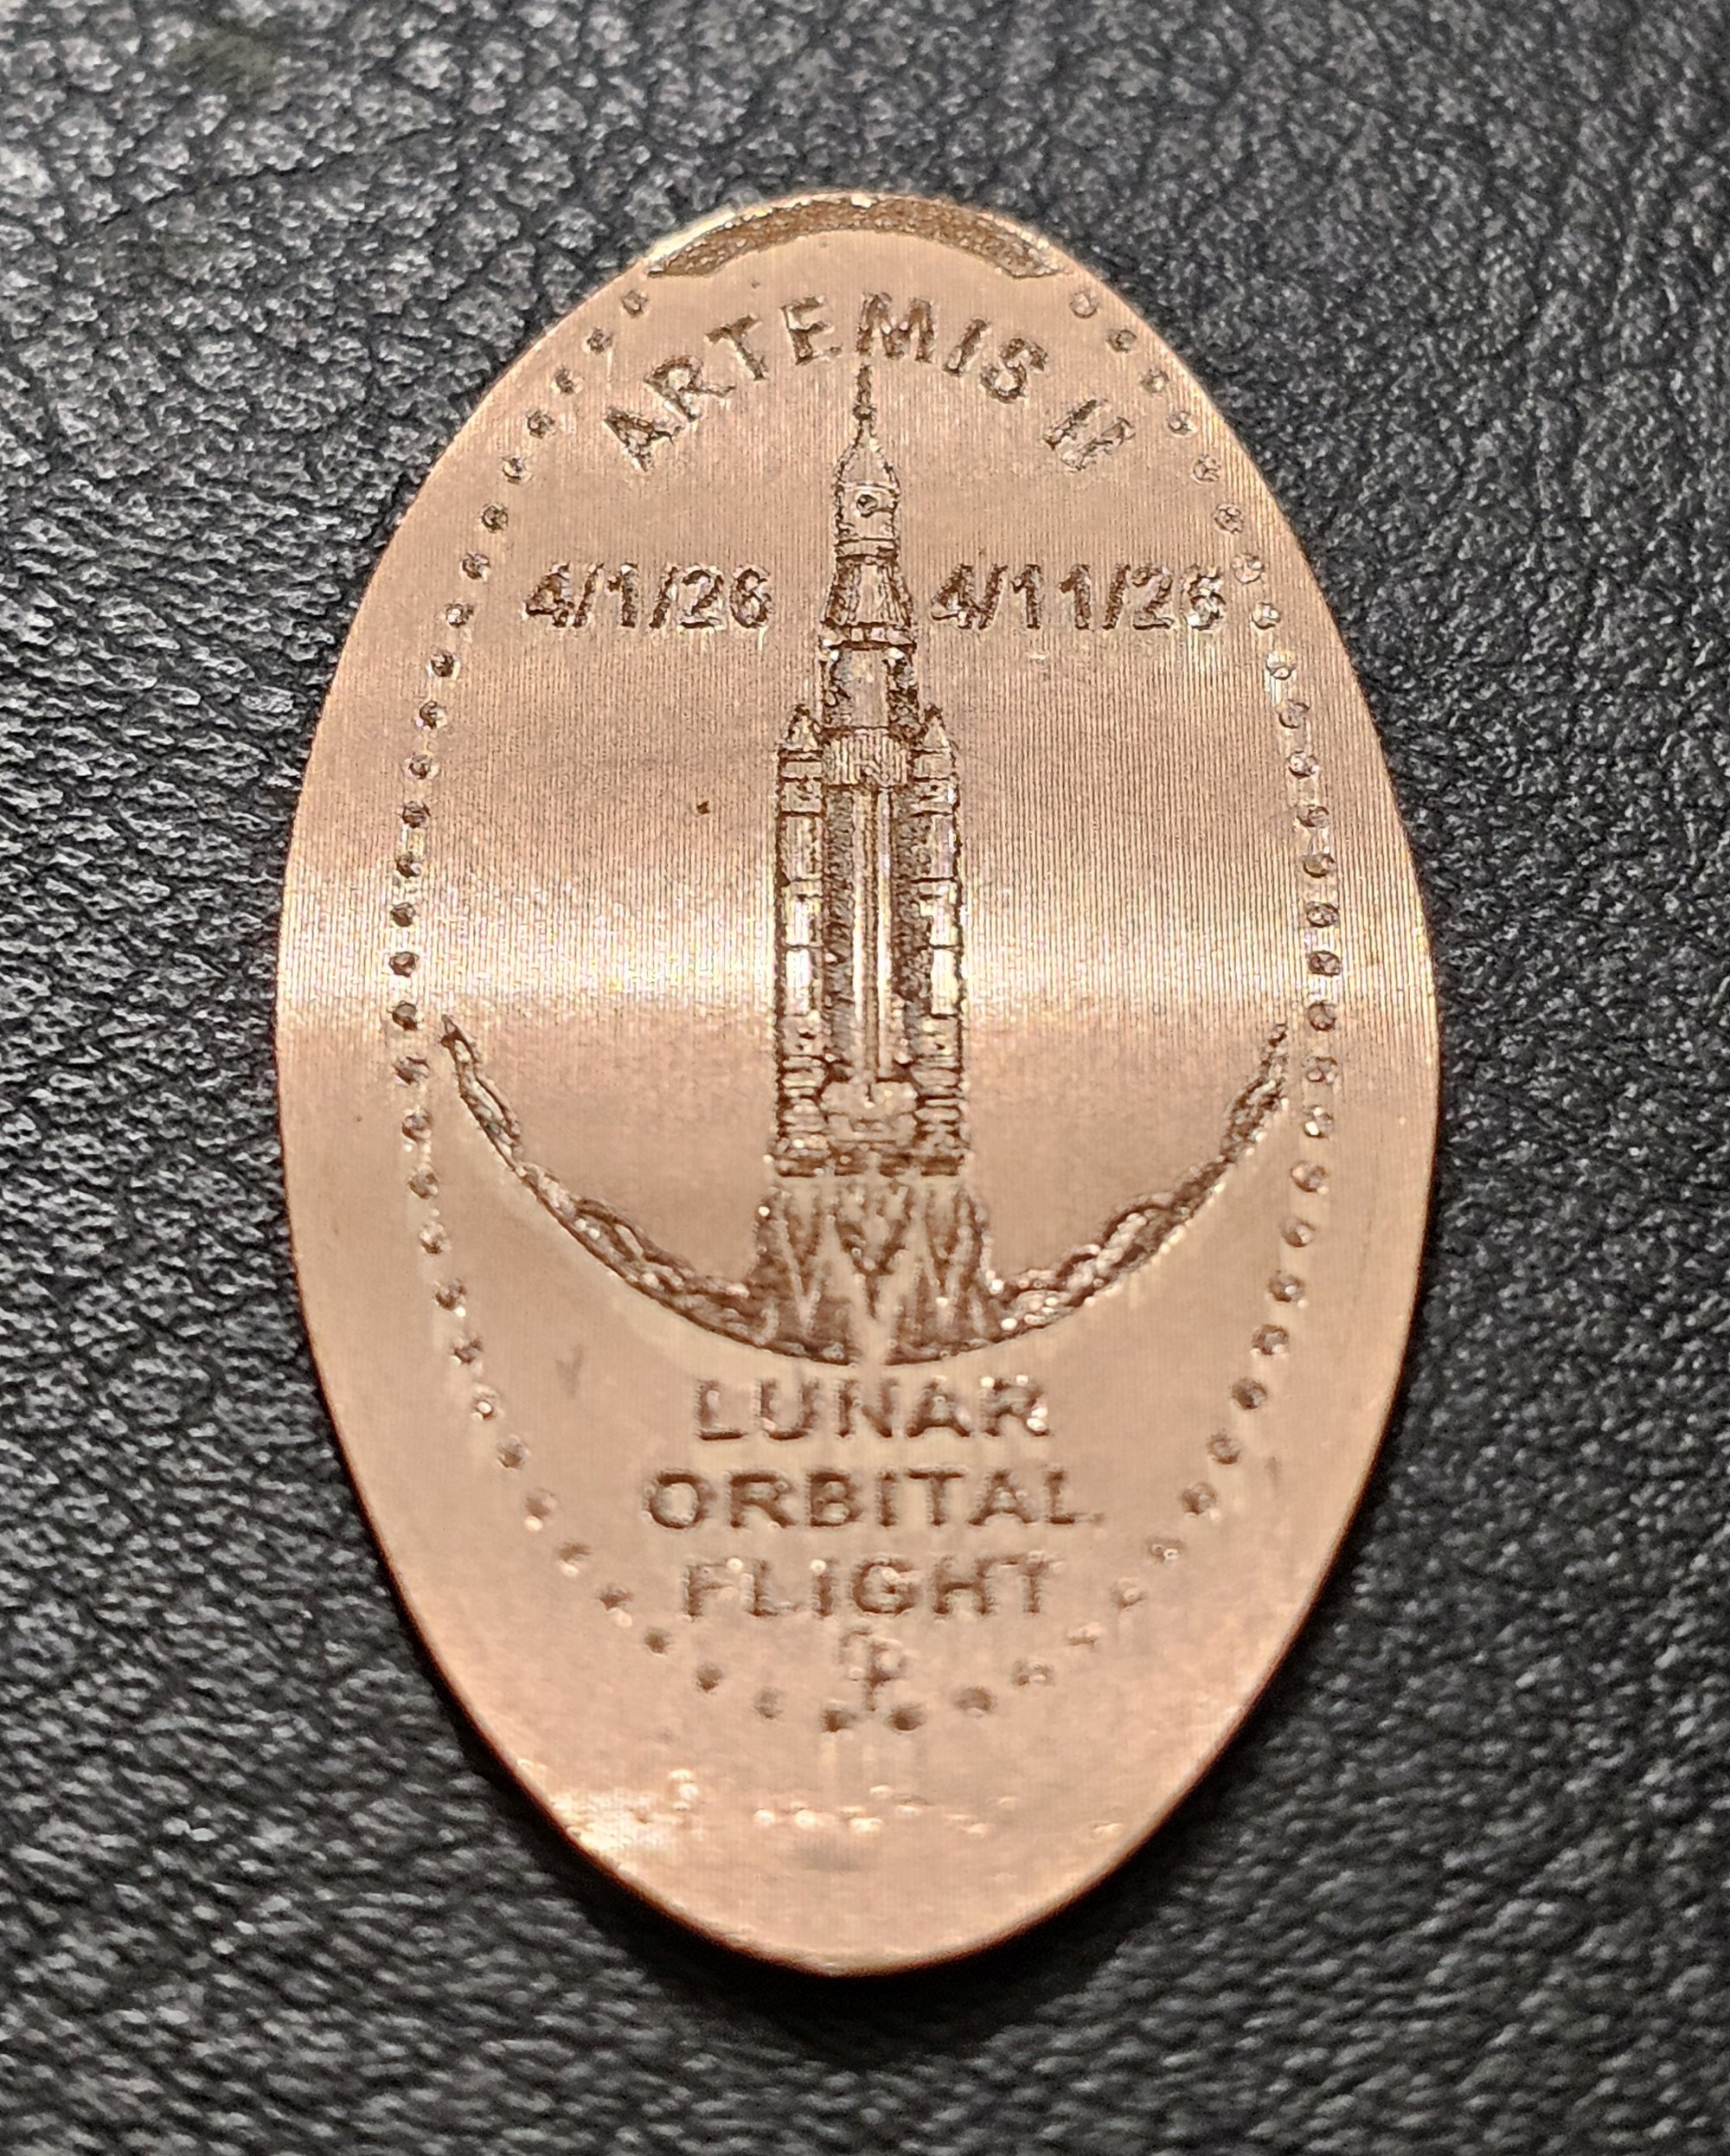 ARTEMIS II
4/1/26 4/11/26
LUNAR
ORBITAL
FLIGHT